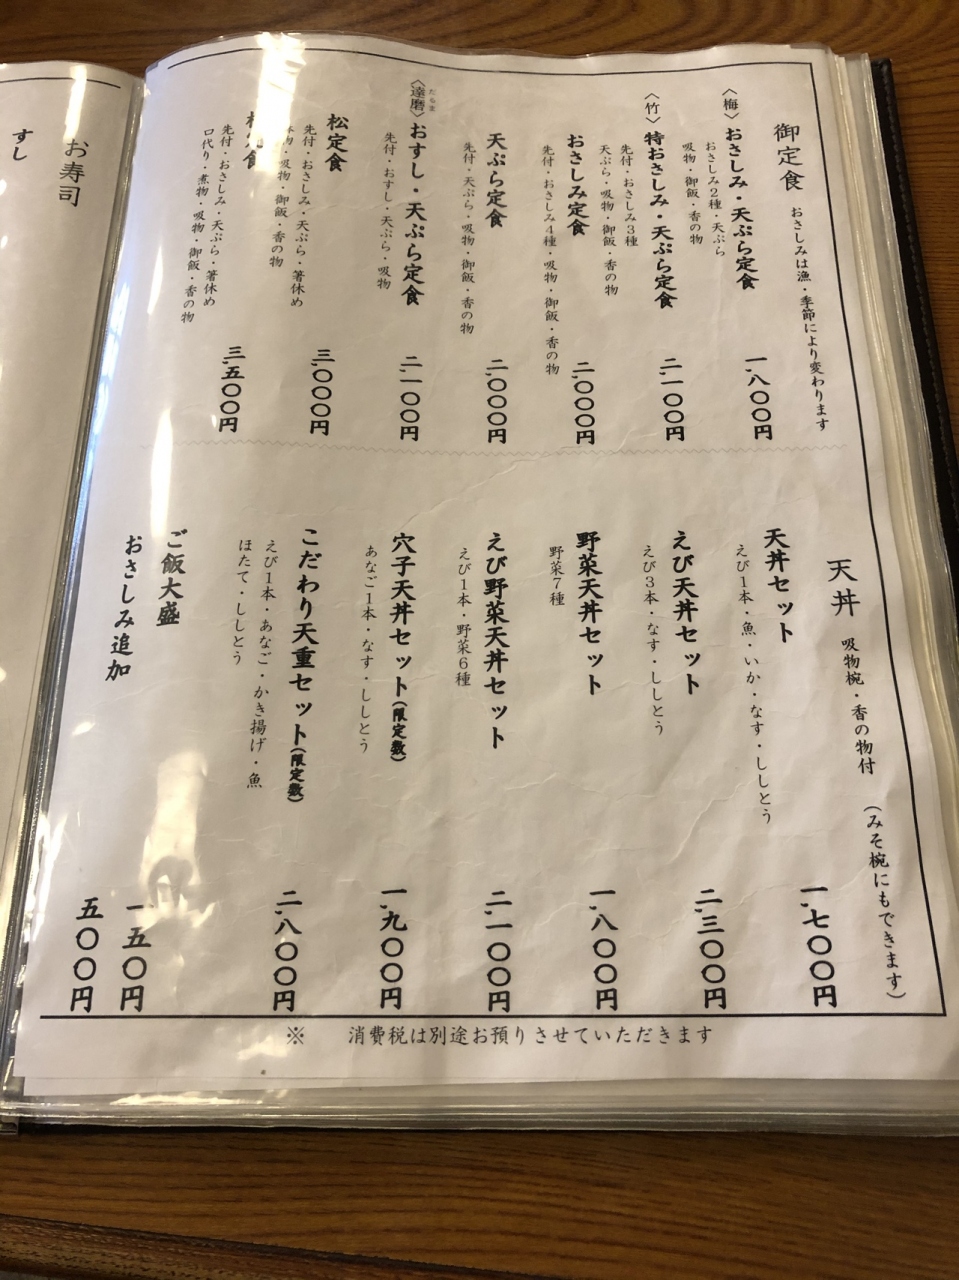 御定食 おさしみは漁・季節により変わります
〈梅〉おさしみ・天ぷら定食 一、八〇〇円
おさしみ2種・天ぷら
吸物・御飯・香の物
〈竹〉特おさしみ・天ぷら定食 二、一〇〇円
先付・おさしみ3種
天ぷら・吸物・御飯・香の物
おさしみ定食 二、〇〇〇円
先付・おさしみ4種・吸物・御飯・香の物
天ぷら定食 二、〇〇〇円
先付・天ぷら・吸物・御飯・香の物
〈達磨〉おすし・天ぷら定食 二、一〇〇円
だるま
先付・おすし・天ぷら・吸物
松定食 三、〇〇〇円
先付・おさしみ・天ぷら・箸休め
物・吸物・御飯・香の物
定食 三、五〇〇円
先付・おさしみ・天ぷら・箸休め
口代り・煮物・吸物・御飯・香の物
天丼 吸物椀・香の物付 (みそ椀にもできます)
天丼セット 一、七〇〇円
えび1本・魚・いか・なす・ししとう
えび天丼セット 二、三〇〇円
えび3本・なす・ししとう
野菜天丼セット 一、八〇〇円
野菜7種
えび野菜天丼セット 二、一〇〇円
えび1本・野菜6種
穴子天丼セット(限定数) 一、九〇〇円
あなご1本・なす・ししとう
こだわり天重セット(限定数) 二、八〇〇円
えび1本・あなご・かき揚げ・魚
ほたて・ししとう
ご飯大盛 一五〇円
おさしみ追加 五〇〇円
※ 消費税は別途お預りさせていただきます
お寿司
すし